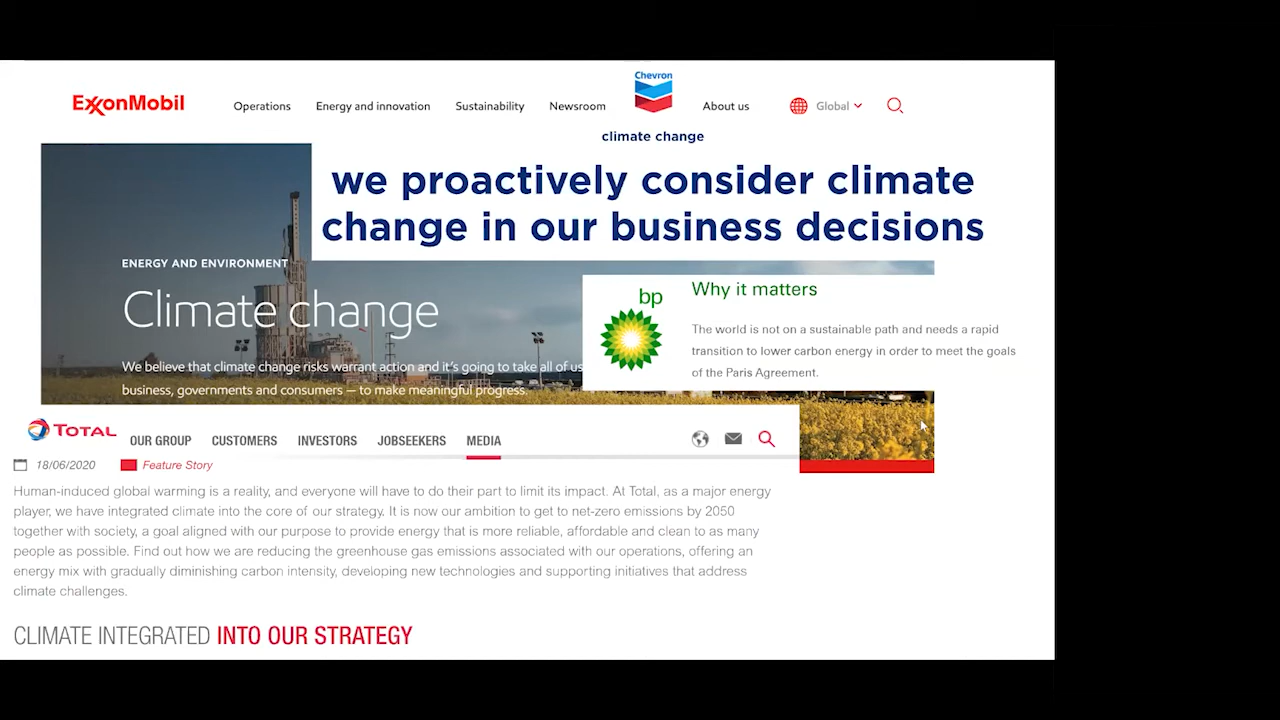 ExxonMobil
Operations
Energy and innovation
Sustainability
Newsroom
Chevron
About us
Global
climate change
we proactively consider climate
change in our business decisions
ENERGY AND ENVIRONMENT
Climate change
We believe that climate change risks warrant action and it's going to take all of us
business, governments and consumers — to make meaningful progress.
bp
Why it matters
The world is not on a sustainable path and needs a rapid
transition to lower carbon energy in order to meet the goals
of the Paris Agreement.
TOTAL
OUR GROUP
CUSTOMERS
INVESTORS
JOBSEEKERS
MEDIA
18/06/2020
Feature Story
Human-induced global warming is a reality, and everyone will have to do their part to limit its impact. At Total, as a major energy
player, we have integrated climate into the core of our strategy. It is now our ambition to get to net-zero emissions by 2050
together with society, a goal aligned with our purpose to provide energy that is more reliable, affordable and clean to as many
people as possible. Find out how we are reducing the greenhouse gas emissions associated with our operations, offering an
energy mix with gradually diminishing carbon intensity, developing new technologies and supporting initiatives that address
climate challenges.
CLIMATE INTEGRATED INTO OUR STRATEGY